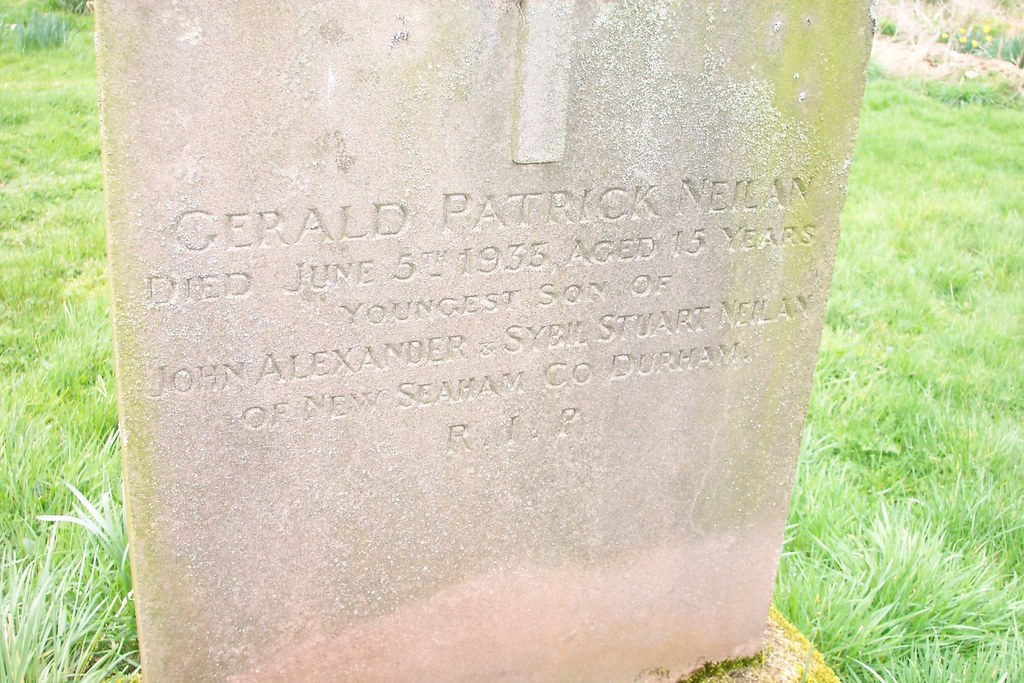 GERALD PATRICK NEILAN
DIED JUNE 5TH 1933, AGED 15 YEARS
YOUNGEST SON OF
JOHN ALEXANDER & SYBIL STUART NEILAN
OF NEW SEAHAM CO DURHAM.
R. I. P.